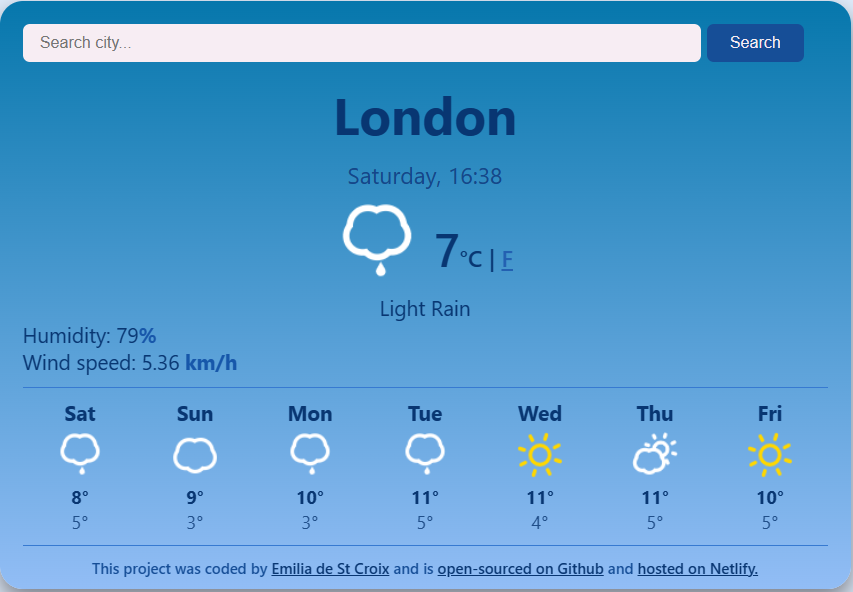 Search city... Search
London
Saturday, 16:38
7°C | F
Light Rain
Humidity: 79%
Wind speed: 5.36 km/h
Sat Sun Mon Tue Wed Thu Fri
8° 9° 10° 11° 11° 11° 10°
5° 3° 3° 5° 4° 5° 5°
This project was coded by Emilia de St Croix and is open-sourced on Github and hosted on Netlify.